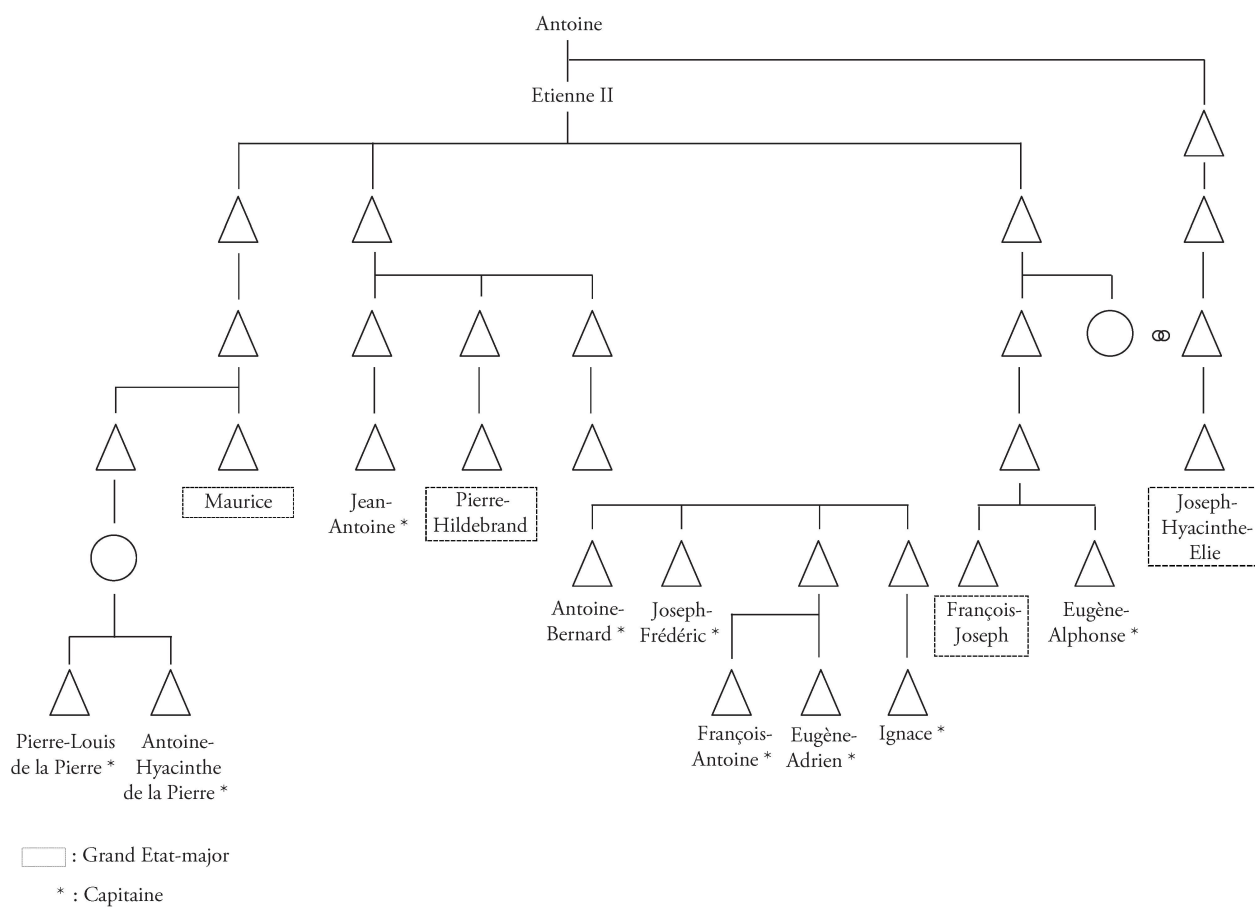 Antoine
Etienne II
Maurice
Jean-
Antoine *
Pierre-
Hildebrand
Joseph-
Hyacinthe-
Elie
Antoine-
Bernard *
Joseph-
Frédéric *
François-
Joseph
Eugène-
Alphonse *
Pierre-Louis
de la Pierre *
Antoine-
Hyacinthe
de la Pierre *
François-
Antoine *
Eugène-
Adrien *
Ignace *
: Grand Etat-major
* : Capitaine